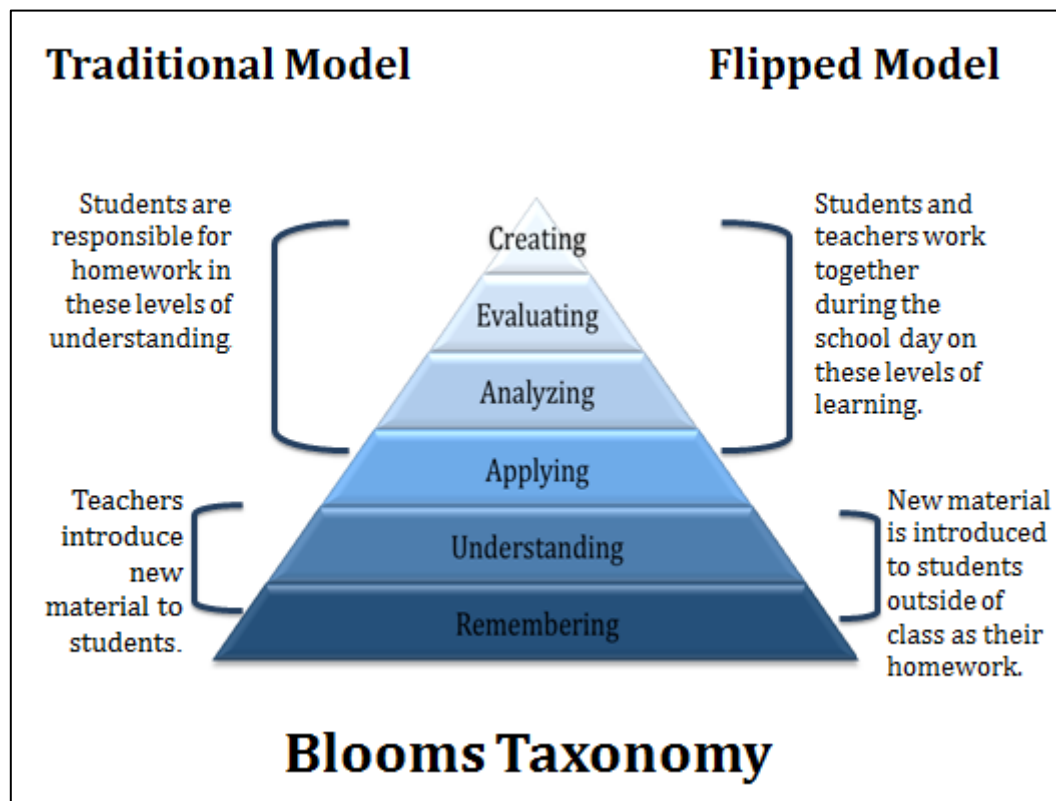 Traditional Model
Flipped Model
Students are
responsible for
homework in
these levels of
understanding
Teachers
introduce
new
material to
students.
Creating
Evaluating
Analyzing
Applying
Understanding
Remembering
Students and
teachers work
together
during the
school day on
these levels of
learning.
New material
is introduced
to students
outside of
class as their
homework.
Blooms Taxonomy